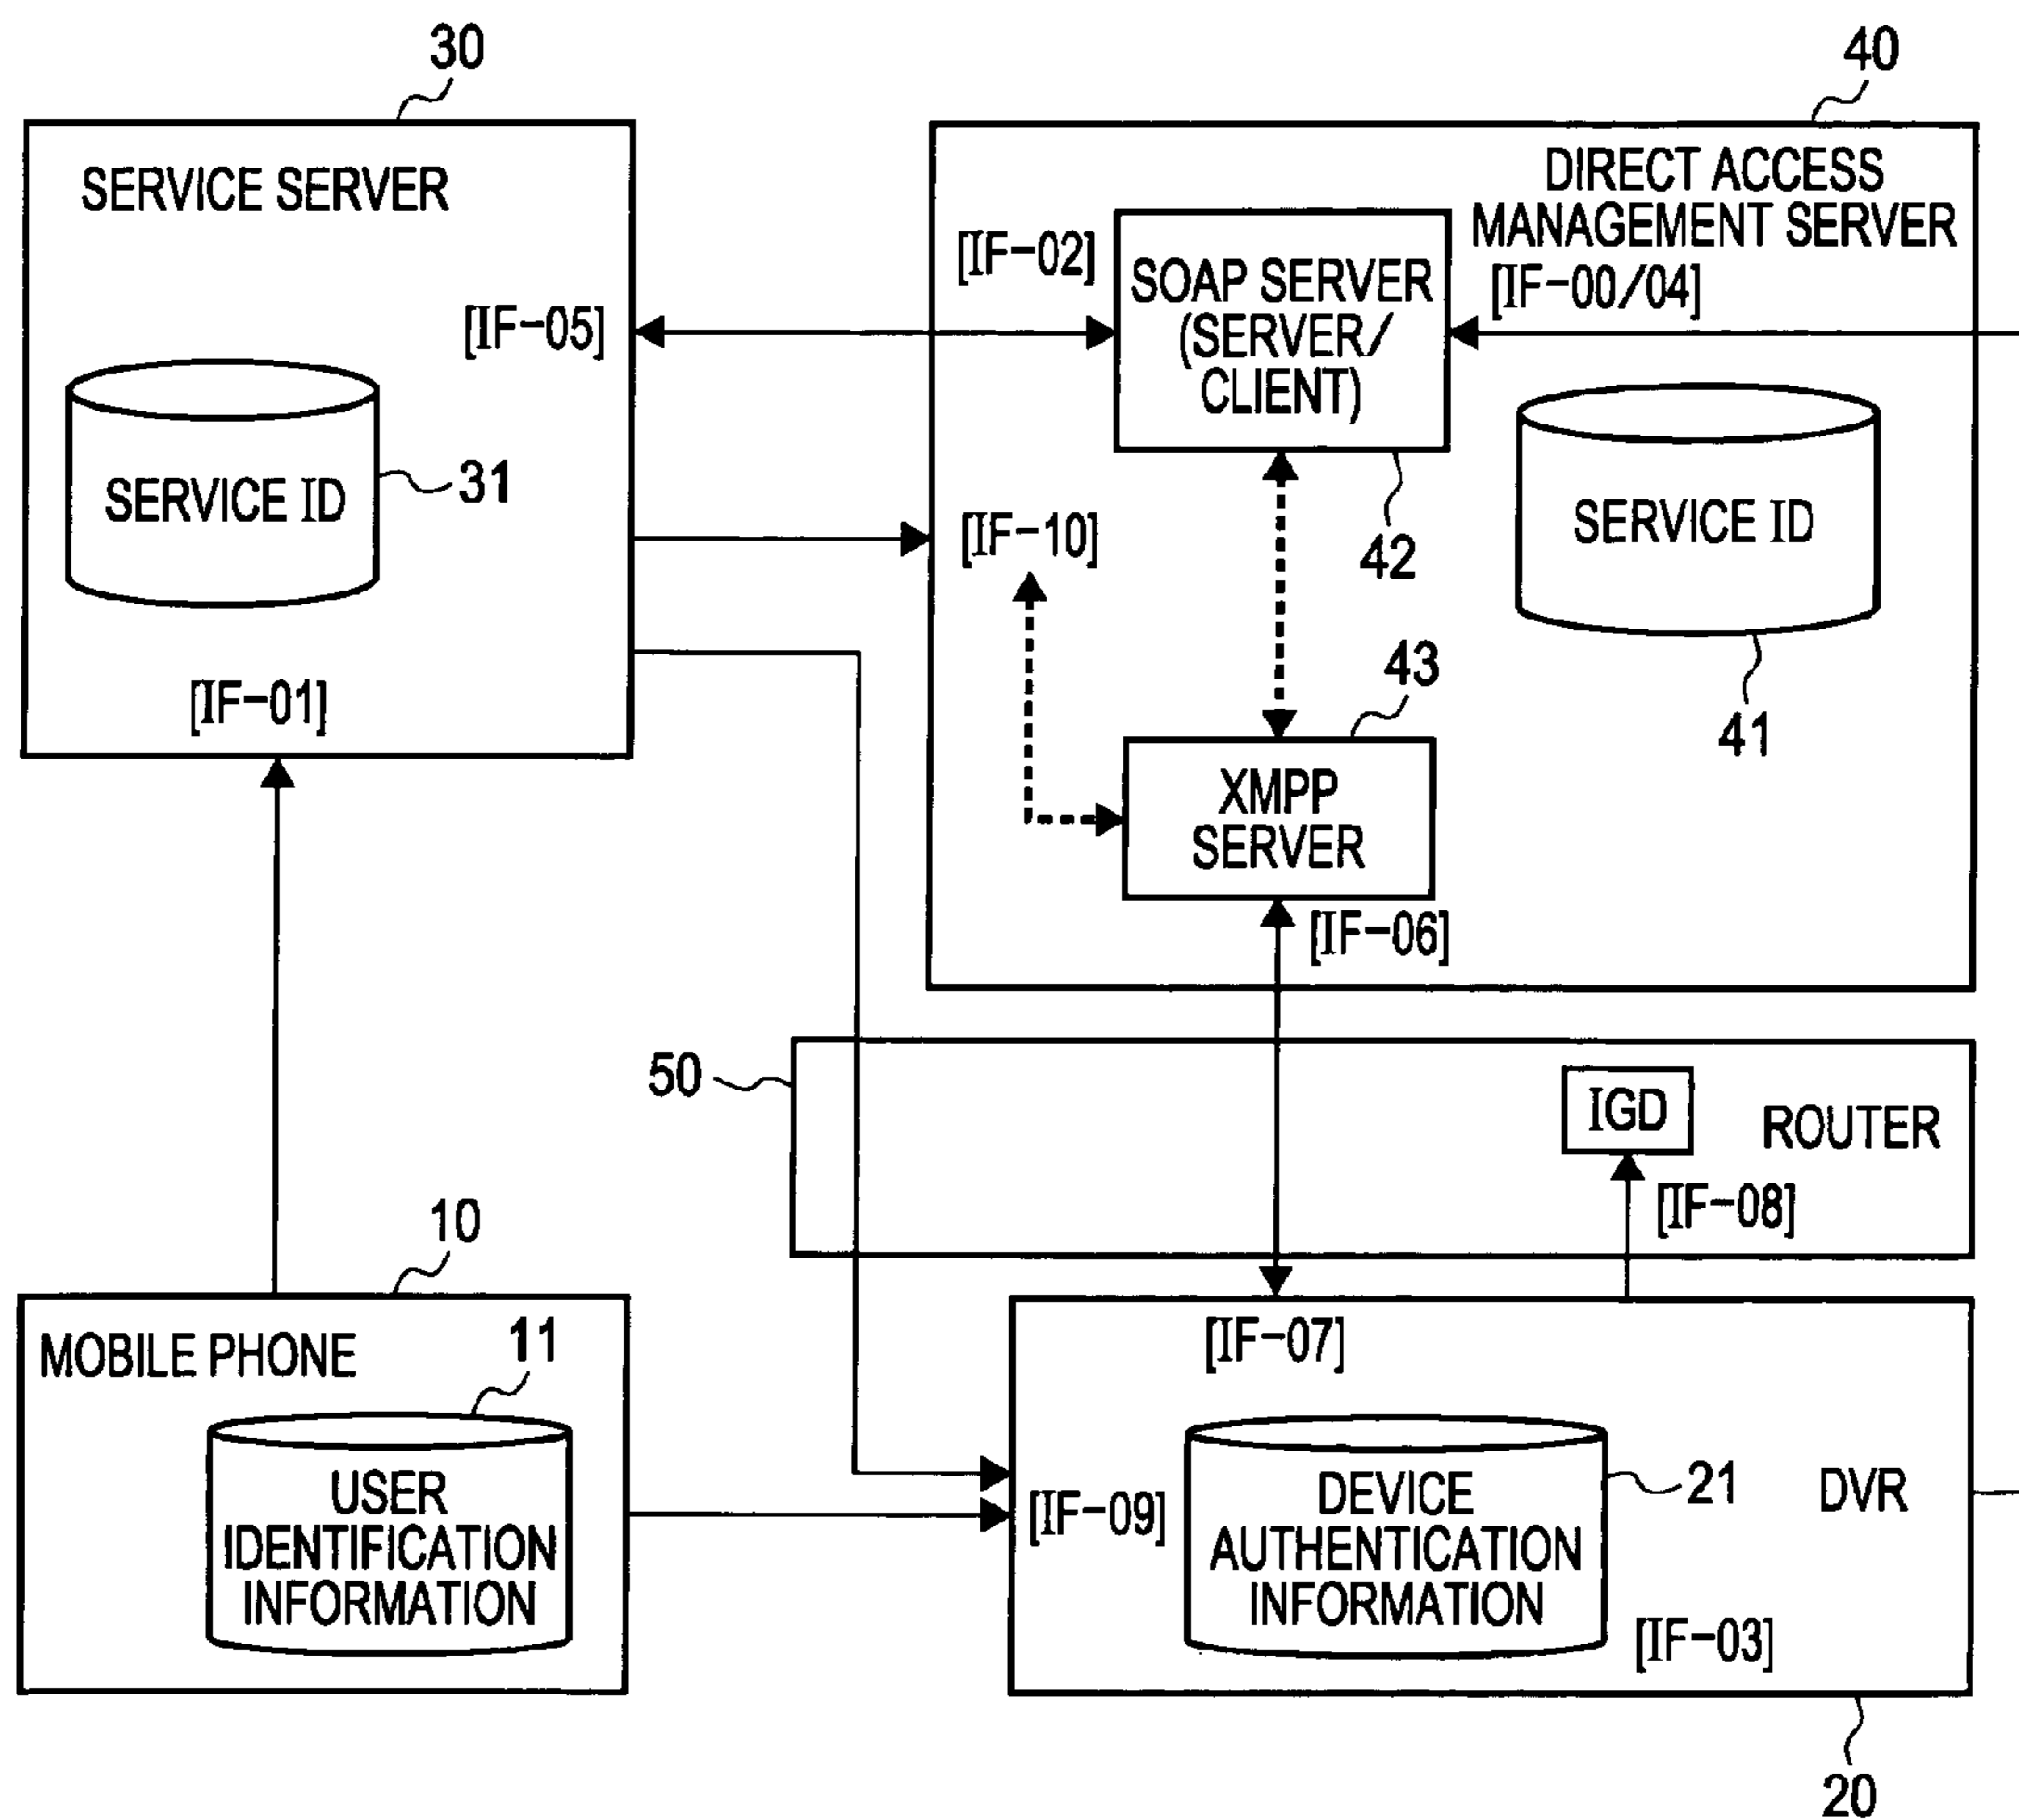 30
SERVICE SERVER
[IF-05]
SERVICE ID
31
[IF-01]
40
DIRECT ACCESS
MANAGEMENT SERVER
[IF-02]
SOAP SERVER
(SERVER/
CLIENT)
[IF-00/04]
42
SERVICE ID
41
[IF-10]
43
XMPP
SERVER
[IF-06]
50
IGD
ROUTER
[IF-08]
10
MOBILE PHONE
11
USER
IDENTIFICATION
INFORMATION
[IF-07]
[IF-09]
DEVICE
AUTHENTICATION
INFORMATION
21
DVR
[IF-03]
20